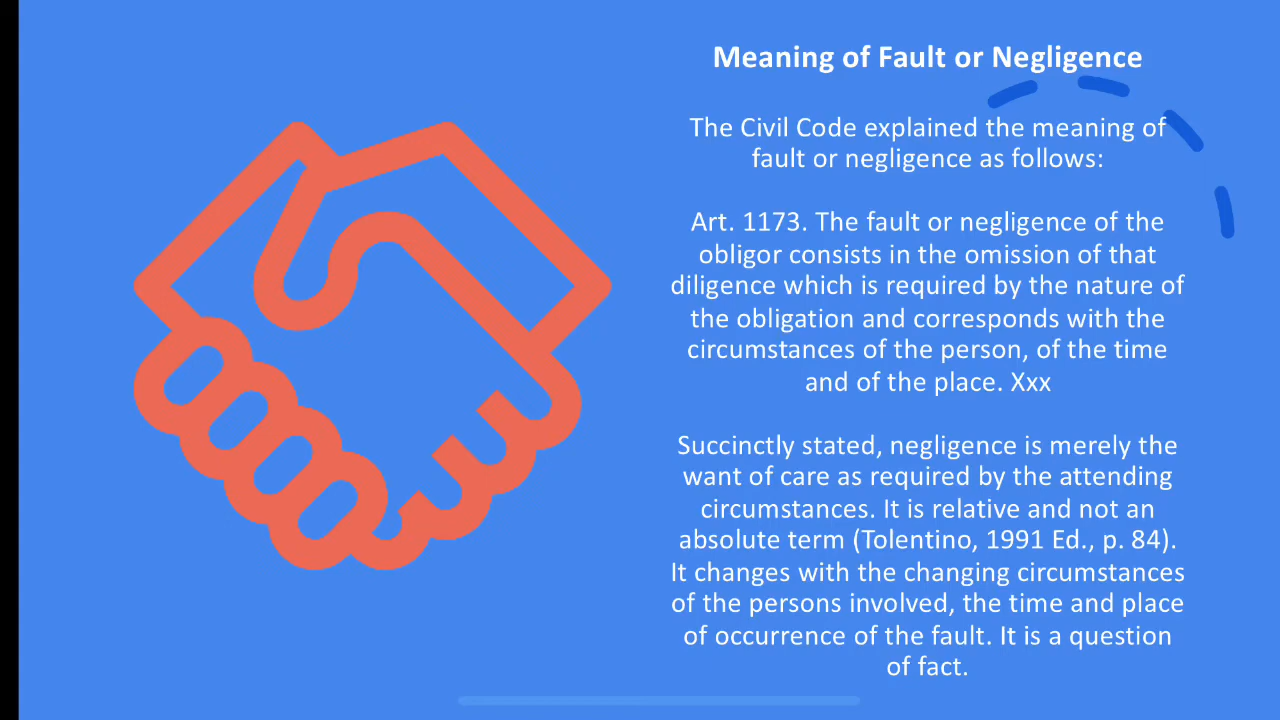 Meaning of Fault or Negligence
The Civil Code explained the meaning of
fault or negligence as follows:
Art. 1173. The fault or negligence of the
obligor consists in the omission of that
diligence which is required by the nature of
the obligation and corresponds with the
circumstances of the person, of the time
and of the place. Xxx
Succinctly stated, negligence is merely the
want of care as required by the attending
circumstances. It is relative and not an
absolute term (Tolentino, 1991 Ed., p. 84).
It changes with the changing circumstances
of the persons involved, the time and place
of occurrence of the fault. It is a question
of fact.